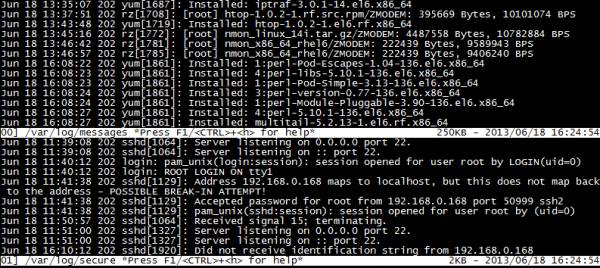 Jun 18 13:35:07 202 yum[1687]: Installed: iptraf-3.0.1-14.el6.x86_64
Jun 18 13:37:51 202 rz[1708]: [root] htop-1.0.2-1.rf.src.rpm/ZMODEM: 395669 Bytes, 10101074 BPS
Jun 18 13:43:48 202 yum[1719]: Installed: htop-1.0.2-1.el6.rf.x86_64
Jun 18 13:45:16 202 rz[1772]: [root] nmon_linux_14i.tar.gz/ZMODEM: 4487558 Bytes, 10782884 BPS
Jun 18 13:46:42 202 rz[1781]: [root] nmon_x86_64_rhel6/ZMODEM: 222439 Bytes, 9589943 BPS
Jun 18 13:46:57 202 rz[1785]: [root] nmon_x86_64_rhel6/ZMODEM: 222439 Bytes, 9406240 BPS
Jun 18 16:08:22 202 yum[1861]: Installed: 1:perl-Pod-Escapes-1.04-136.el6.x86_64
Jun 18 16:08:23 202 yum[1861]: Installed: 4:perl-libs-5.10.1-136.el6.x86_64
Jun 18 16:08:23 202 yum[1861]: Installed: 1:perl-Pod-Simple-3.13-136.el6.x86_64
Jun 18 16:08:24 202 yum[1861]: Installed: 3:perl-version-0.77-136.el6.x86_64
Jun 18 16:08:24 202 yum[1861]: Installed: 1:perl-Module-Pluggable-3.90-136.el6.x86_64
Jun 18 16:08:27 202 yum[1861]: Installed: 4:perl-5.10.1-136.el6.x86_64
Jun 18 16:08:27 202 yum[1861]: Installed: multitail-5.2.13-1.el6.rf.x86_64
00] /var/log/messages *Press F1/<CTRL>+<h> for help* 250KB - 2013/06/18 16:24:54
Jun 18 11:39:08 202 sshd[1064]: Server listening on 0.0.0.0 port 22.
Jun 18 11:39:08 202 sshd[1064]: Server listening on :: port 22.
Jun 18 11:40:12 202 login: pam_unix(login:session): session opened for user root by LOGIN(uid=0)
Jun 18 11:40:12 202 login: ROOT LOGIN ON tty1
Jun 18 11:41:38 202 sshd[1129]: Address 192.168.0.168 maps to localhost, but this does not map back
to the address - POSSIBLE BREAK-IN ATTEMPT!
Jun 18 11:41:38 202 sshd[1129]: Accepted password for root from 192.168.0.168 port 50999 ssh2
Jun 18 11:41:38 202 sshd[1129]: pam_unix(sshd:session): session opened for user root by (uid=0)
Jun 18 11:50:57 202 sshd[1064]: Received signal 15; terminating.
Jun 18 11:51:00 202 sshd[1327]: Server listening on 0.0.0.0 port 22.
Jun 18 11:51:00 202 sshd[1327]: Server listening on :: port 22.
Jun 18 16:10:12 202 sshd[1920]: Did not receive identification string from 192.168.0.168
01] /var/log/secure *Press F1/<CTRL>+<h> for help* 2KB - 2013/06/18 16:24:54